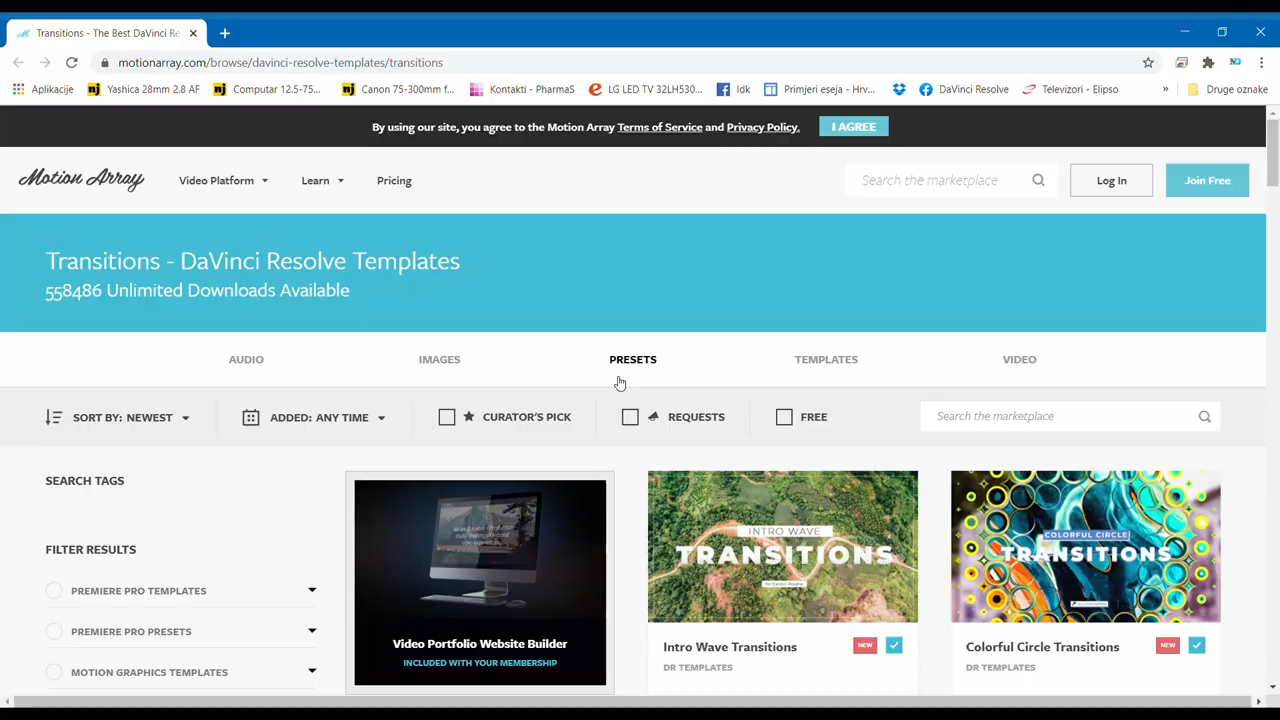 Transitions - The Best DaVinci Re
motionarray.com/browse/davinci-resolve-templates/transitions
Aplikacije
Yashica 28mm 2.8 AF
Computar 12.5-75...
Canon 75-300mm f...
Kontakti - PharmaS
LG LED TV 32LH530...
Idk
Primjeri eseja - Hrv...
DaVinci Resolve
Televizori - Elipso
»
Druge oznake
By using our site, you agree to the Motion Array Terms of Service and Privacy Policy.
I AGREE
Motion Array
Video Platform
Learn
Pricing
Search the marketplace
Log In
Join Free
Transitions - DaVinci Resolve Templates
558486 Unlimited Downloads Available
AUDIO
IMAGES
PRESETS
TEMPLATES
VIDEO
SORT BY: NEWEST
ADDED: ANY TIME
CURATOR'S PICK
REQUESTS
FREE
Search the marketplace
SEARCH TAGS
FILTER RESULTS
PREMIERE PRO TEMPLATES
PREMIERE PRO PRESETS
MOTION GRAPHICS TEMPLATES
Video Portfolio Website Builder
INCLUDED WITH YOUR MEMBERSHIP
INTRO WAVE
TRANSITIONS
Intro Wave Transitions
NEW
DR TEMPLATES
COLORFUL CIRCLE
TRANSITIONS
Colorful Circle Transitions
NEW
DR TEMPLATES